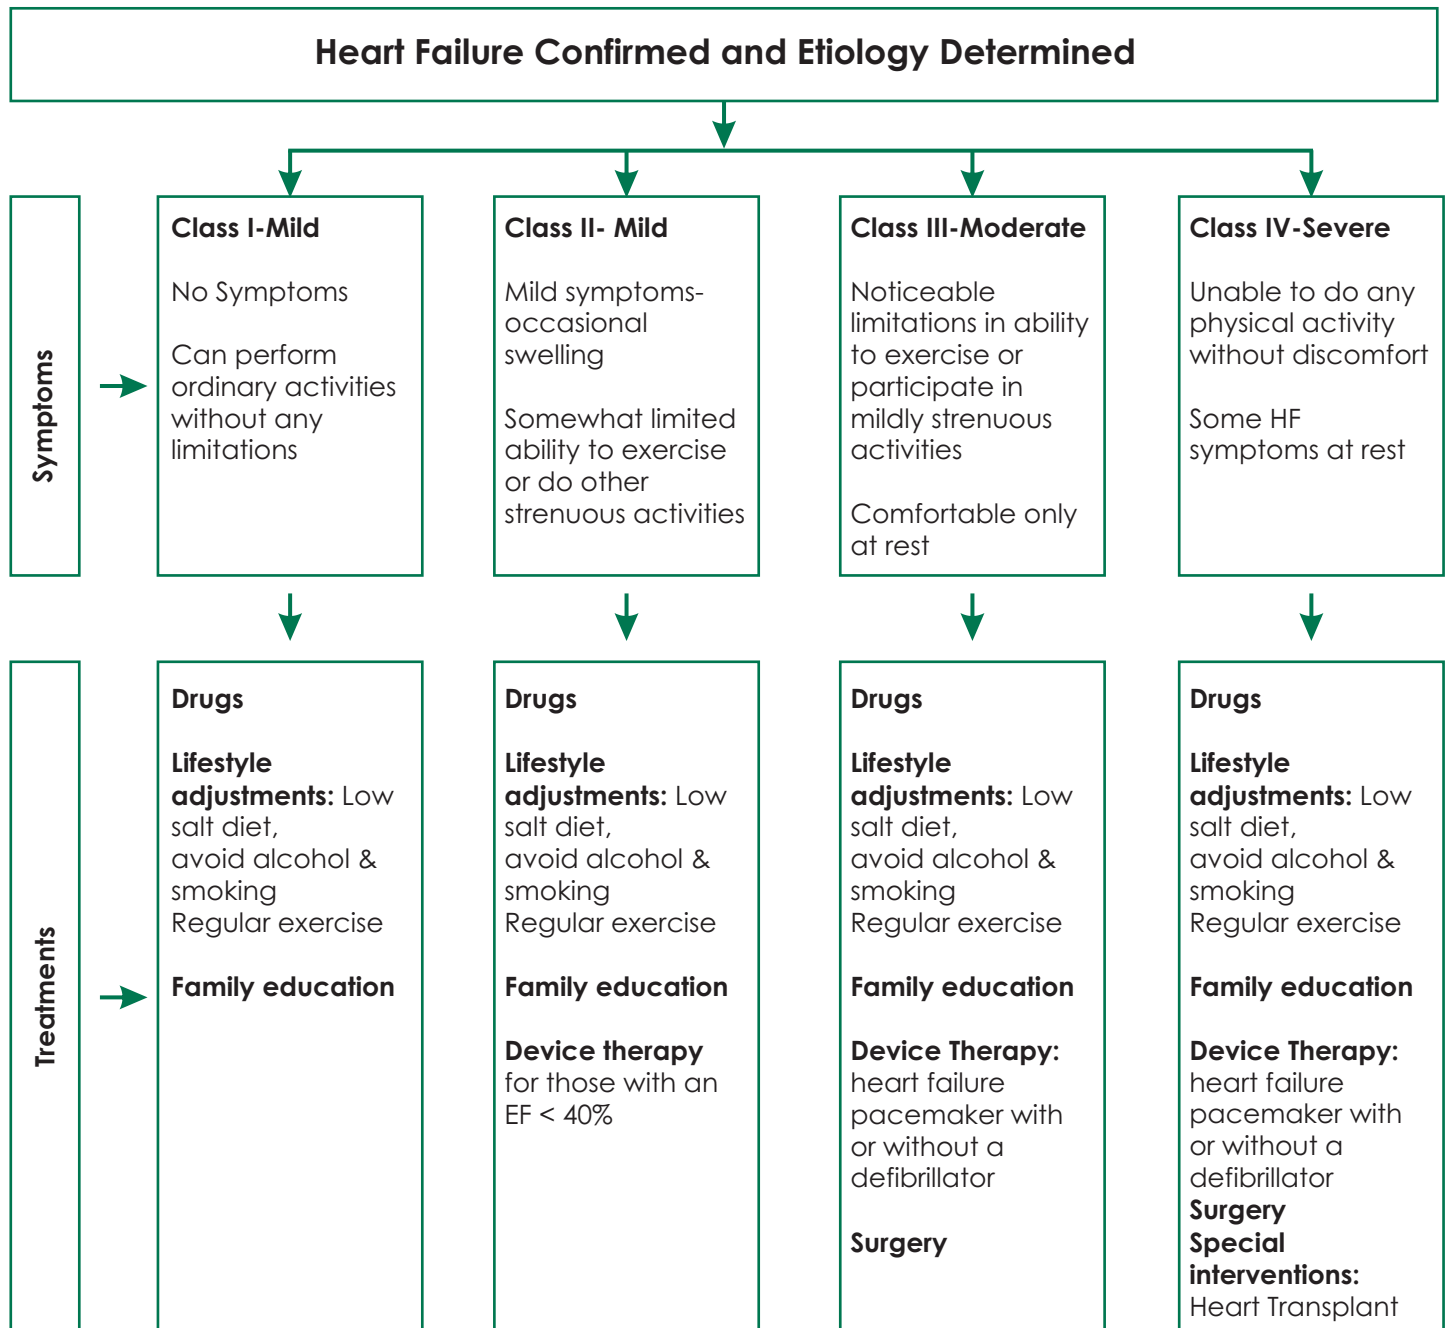 Heart Failure Confirmed and Etiology Determined
Symptoms
Class I-Mild
No Symptoms
Can perform
ordinary activities
without any
limitations
Class II- Mild
Mild symptoms-
occasional
swelling
Somewhat limited
ability to exercise
or do other
strenuous activities
Class III-Moderate
Noticeable
limitations in ability
to exercise or
participate in
mildly strenuous
activities
Comfortable only
at rest
Class IV-Severe
Unable to do any
physical activity
without discomfort
Some HF
symptoms at rest
Treatments
Drugs
Lifestyle
adjustments: Low
salt diet,
avoid alcohol &
smoking
Regular exercise
Family education
Drugs
Lifestyle
adjustments: Low
salt diet,
avoid alcohol &
smoking
Regular exercise
Family education
Device therapy
for those with an
EF < 40%
Drugs
Lifestyle
adjustments: Low
salt diet,
avoid alcohol &
smoking
Regular exercise
Family education
Device Therapy:
heart failure
pacemaker with
or without a
defibrillator
Surgery
Drugs
Lifestyle
adjustments: Low
salt diet,
avoid alcohol &
smoking
Regular exercise
Family education
Device Therapy:
heart failure
pacemaker with
or without a
defibrillator
Surgery
Special
interventions:
Heart Transplant